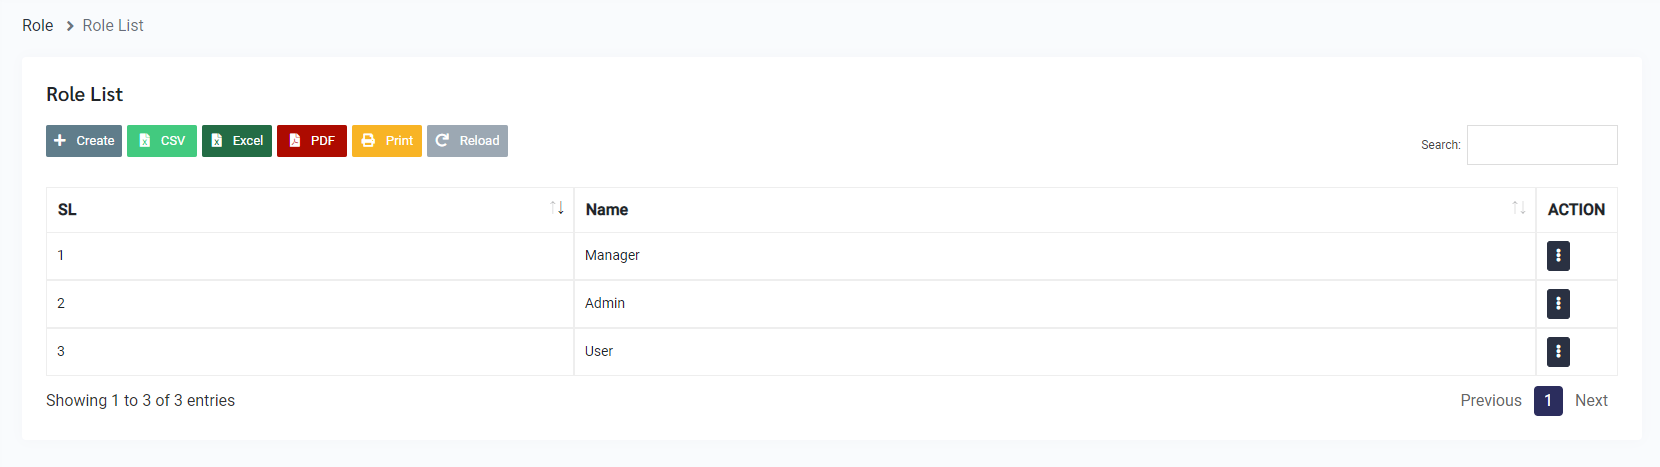 Role Role List
Role List
Create CSV Excel PDF Print Reload
Search:
SL Name ACTION
1 Manager
2 Admin
3 User
Showing 1 to 3 of 3 entries Previous 1 Next